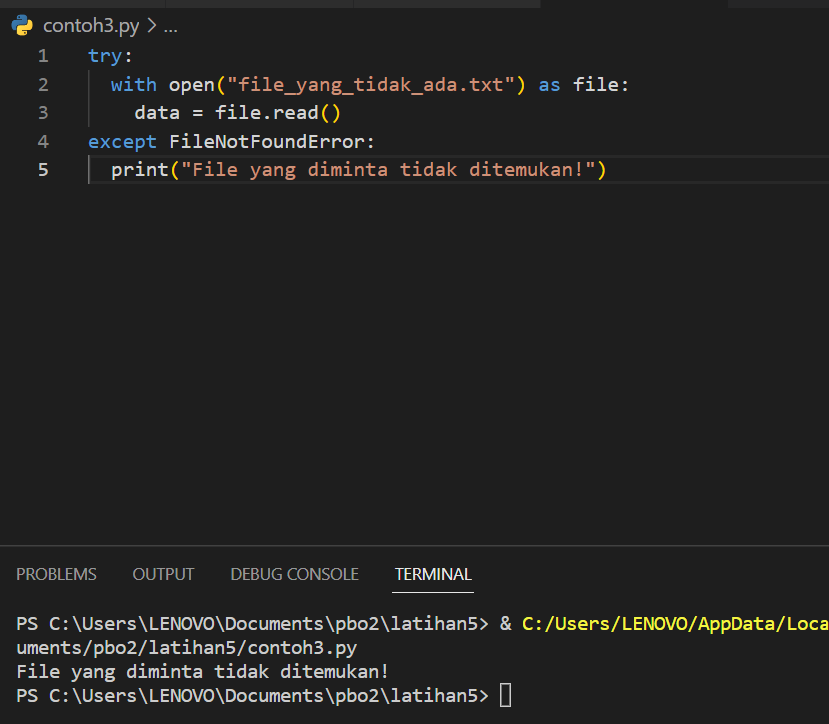 contoh3.py > ...
1 try:
2   with open("file_yang_tidak_ada.txt") as file:
3     data = file.read()
4 except FileNotFoundError:
5   print("File yang diminta tidak ditemukan!")
PROBLEMS OUTPUT DEBUG CONSOLE TERMINAL
PS C:\Users\LENOVO\Documents\pbo2\latihan5> & C:/Users/LENOVO/AppData/Loca
uments/pbo2/latihan5/contoh3.py
File yang diminta tidak ditemukan!
PS C:\Users\LENOVO\Documents\pbo2\latihan5>